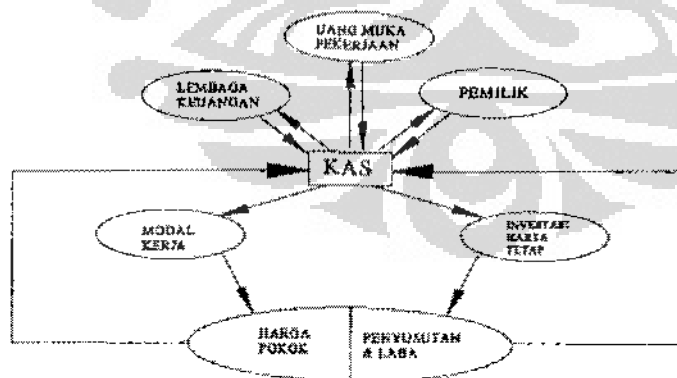 UANG MUKA
PEKERJAAN
LEMBAGA
KEUANGAN
PEMILIK
KAS
MODAL
KERJA
INVESTASI
HARTA
TETAP
HARGA
POKOK
PENYUSUTAN
& LABA